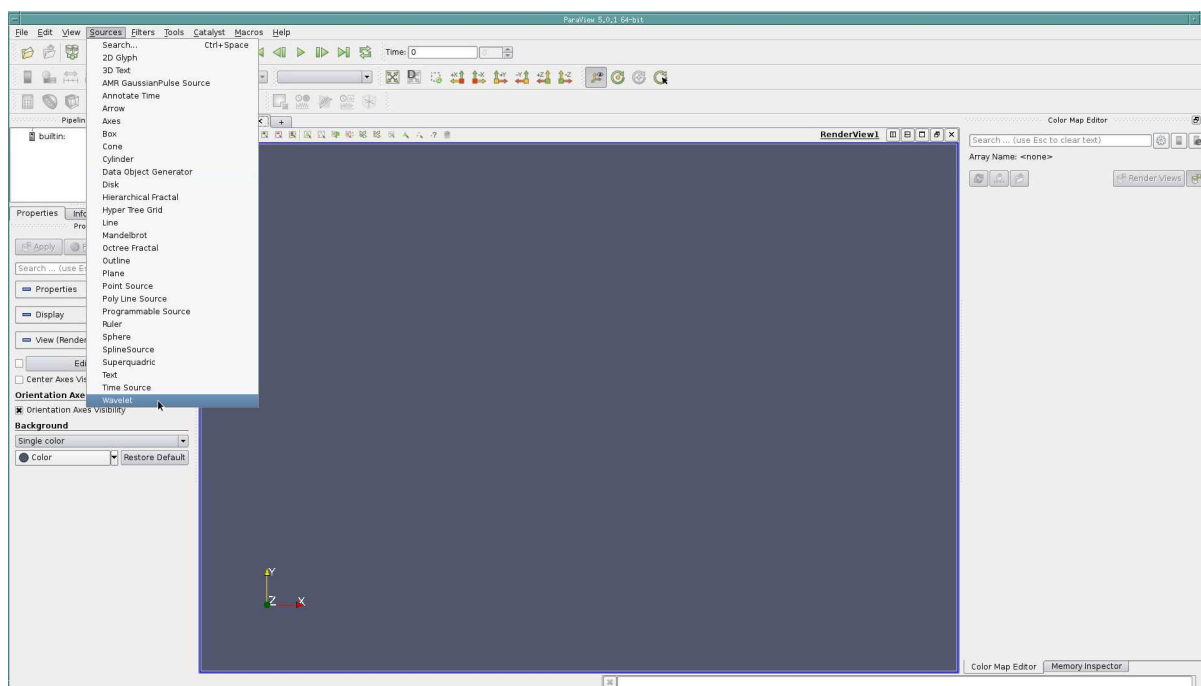 ParaView 5.0.1 64-bit
File Edit View Sources Filters Tools Catalyst Macros Help
Search... Ctrl+Space
2D Glyph
3D Text
AMR GaussianPulse Source
Annotate Time
Arrow
Axes
Box
Cone
Cylinder
Data Object Generator
Disk
Hierarchical Fractal
Hyper Tree Grid
Line
Mandelbrot
Octree Fractal
Outline
Plane
Point Source
Poly Line Source
Programmable Source
Ruler
Sphere
SplineSource
Superquadric
Text
Time Source
Wavelet
Time: 0
0
+X -X +Y -Y +Z -Z
Pipelin
builtin:
Properties Info
Pro
Apply
Search ... (use Es
Properties
Display
View (Render
Edi
Center Axes Vis
Orientation Axe
Orientation Axes Visibility
Background
Single color
Color Restore Default
RenderView1
Y
Z X
Color Map Editor
Search ... (use Esc to clear text)
Array Name: <none>
Render Views
Color Map Editor Memory Inspector